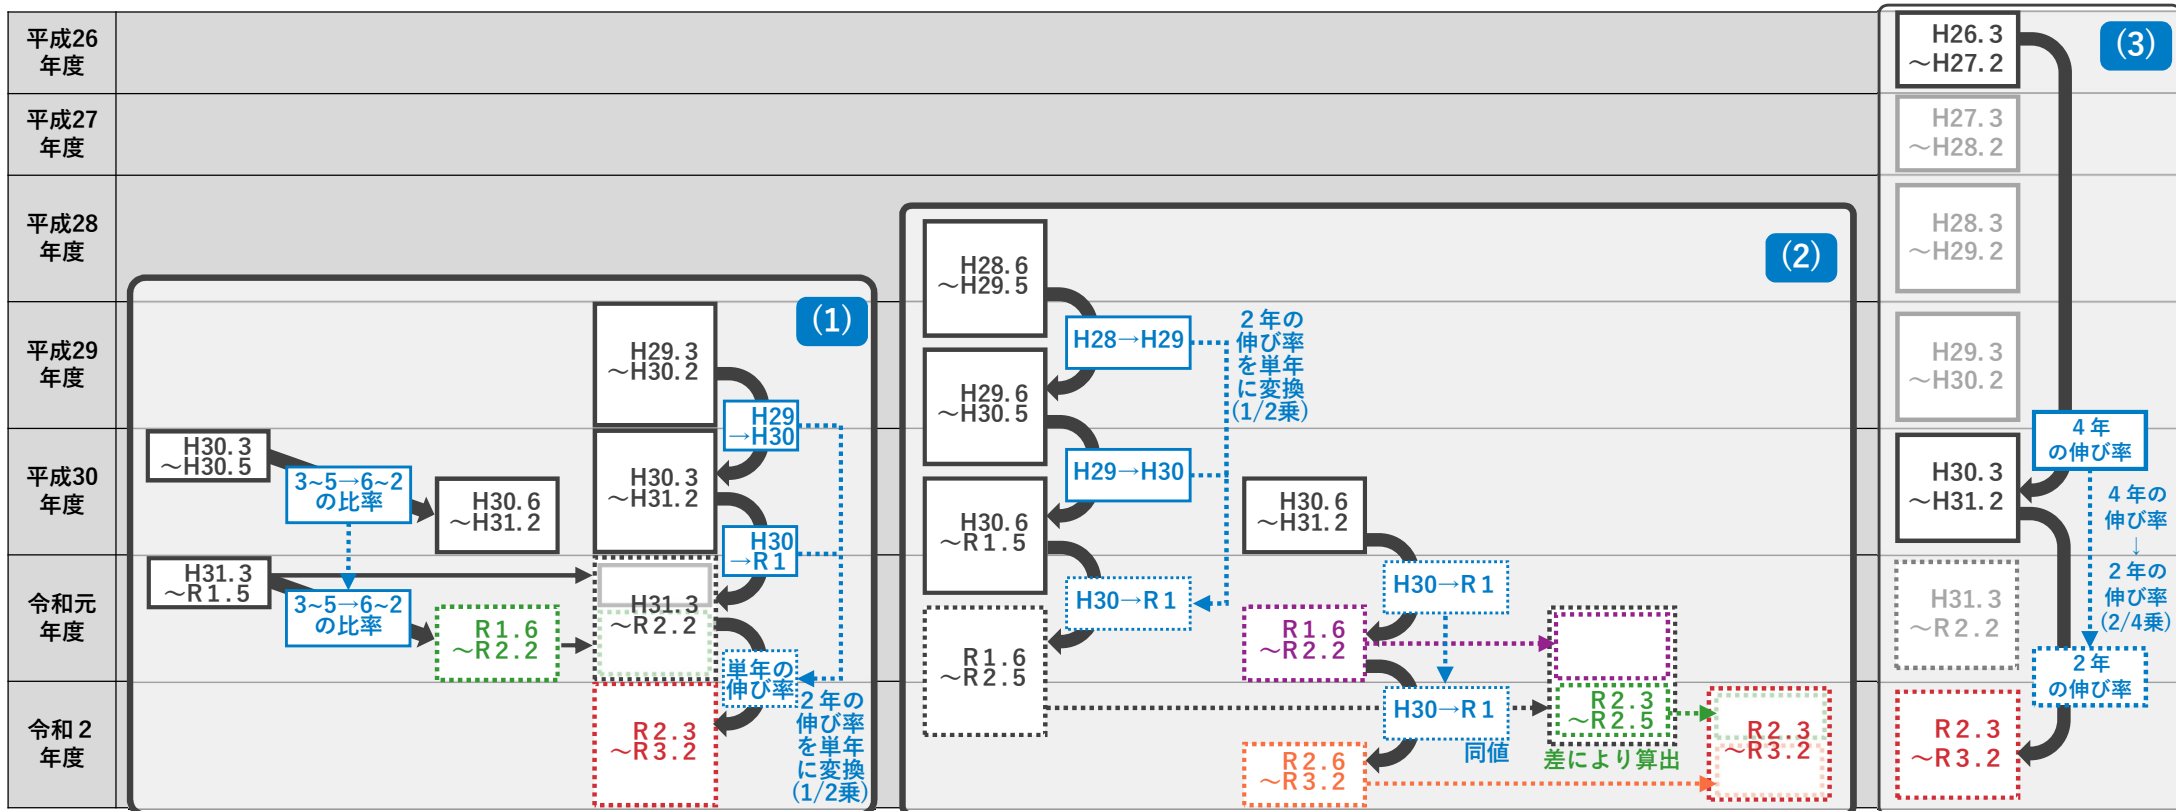 平成26
年度
平成27
年度
平成28
年度
平成29
年度
平成30
年度
令和元
年度
令和２
年度
(1)
H30.3
～H30.5
3~5→6~2
の比率
H30.6
～H31.2
H31.3
～R1.5
3~5→6~2
の比率
R1.6
～R2.2
H29.3
～H30.2
H29
→H30
H30.3
～H31.2
H30
→R1
H31.3
～R2.2
単年の
伸び率
R2.3
～R3.2
２年の
伸び率
を単年
に変換
(1/2乗)
(2)
H28.6
～H29.5
H28→H29
H29.6
～H30.5
H29→H30
H30.6
～R1.5
H30→R1
R1.6
～R2.5
２年の
伸び率
を単年
に変換
(1/2乗)
H30.6
～H31.2
H30→R1
R1.6
～R2.2
H30→R1
同値
R2.6
～R3.2
R2.3
～R2.5
差により算出
R2.3
～R3.2
(3)
H26.3
～H27.2
H27.3
～H28.2
H28.3
～H29.2
H29.3
～H30.2
４年
の伸び率
H30.3
～H31.2
４年の
伸び率
↓
２年の
伸び率
(2/4乗)
H31.3
～R2.2
２年
の伸び率
R2.3
～R3.2